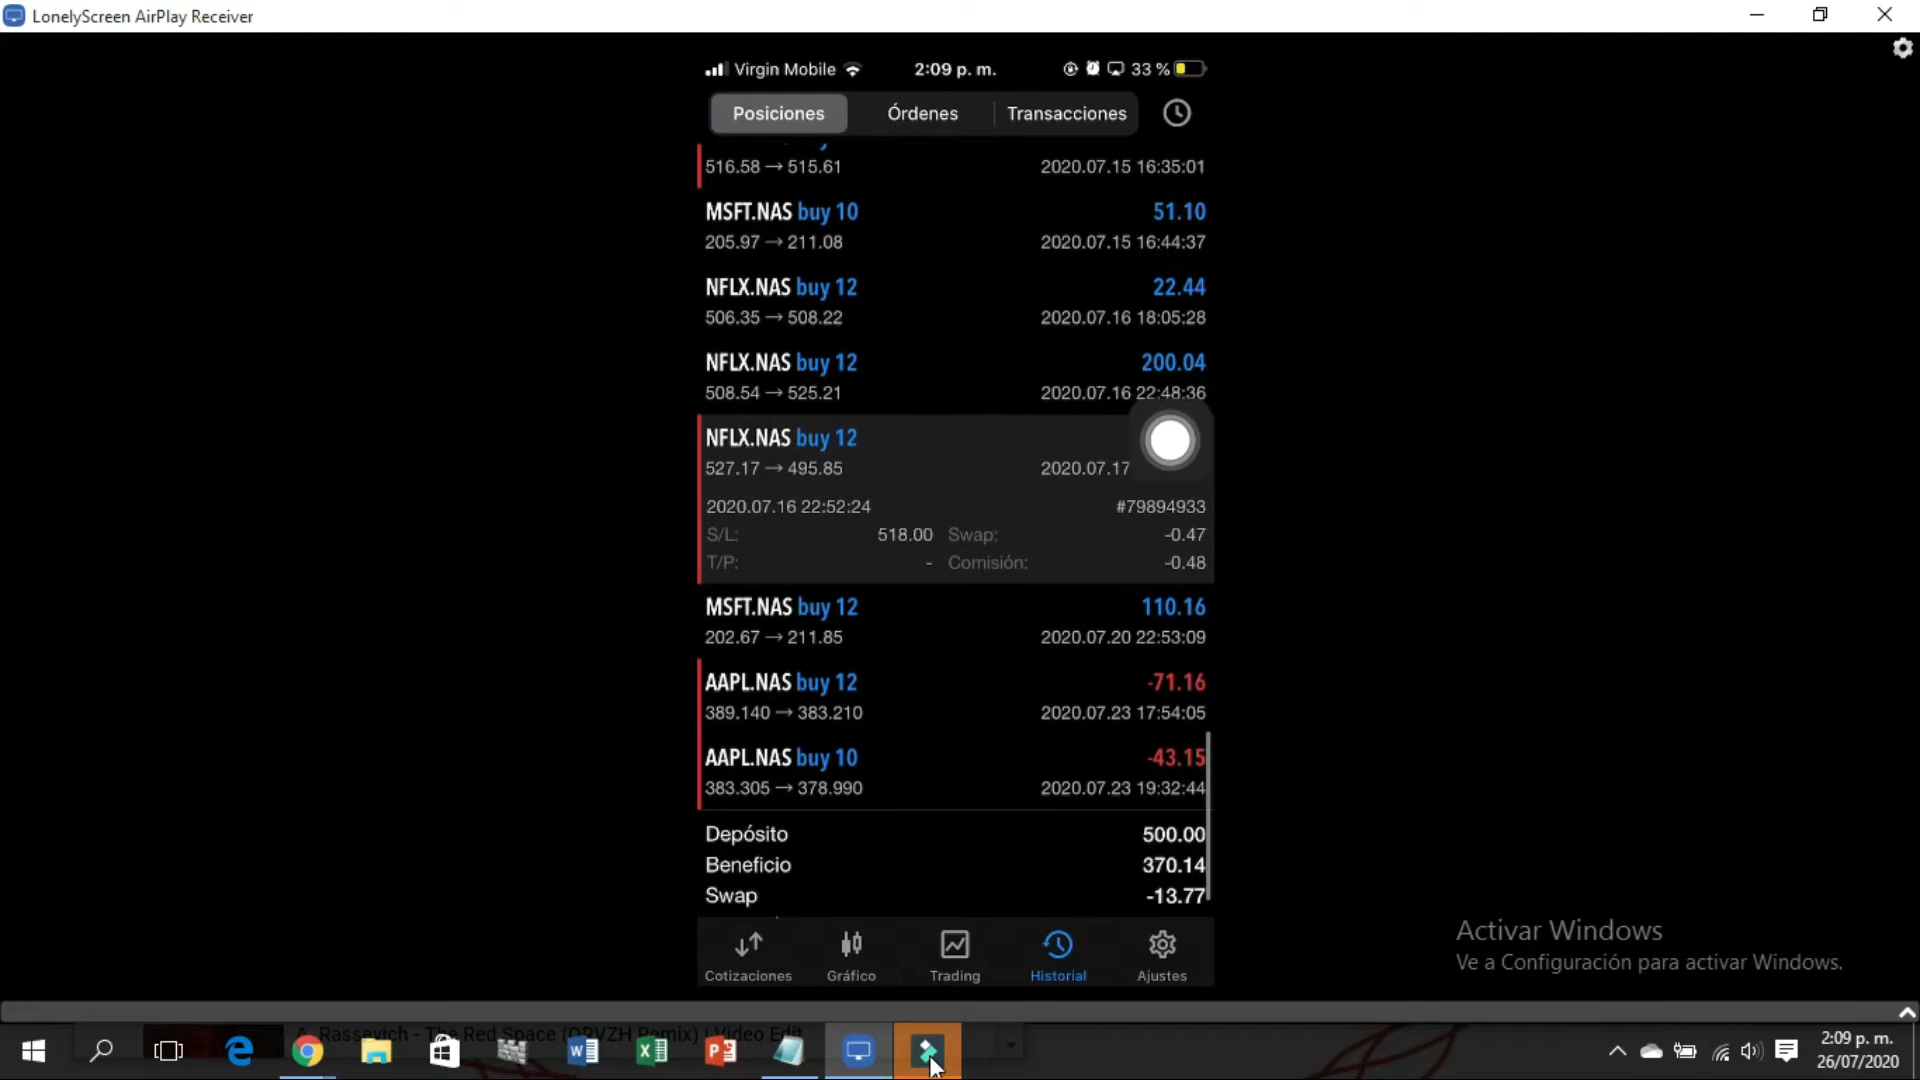 LonelyScreen AirPlay Receiver
Virgin Mobile 2:09 p. m. 33 %
Posiciones Órdenes Transacciones
516.58 → 515.61 2020.07.15 16:35:01
MSFT.NAS buy 10 51.10
205.97 → 211.08 2020.07.15 16:44:37
NFLX.NAS buy 12 22.44
506.35 → 508.22 2020.07.16 18:05:28
NFLX.NAS buy 12 200.04
508.54 → 525.21 2020.07.16 22:48:36
NFLX.NAS buy 12
527.17 → 495.85 2020.07.17
2020.07.16 22:52:24 #79894933
S/L: 518.00 Swap: -0.47
T/P: - Comisión: -0.48
MSFT.NAS buy 12 110.16
202.67 → 211.85 2020.07.20 22:53:09
AAPL.NAS buy 12 -71.16
389.140 → 383.210 2020.07.23 17:54:05
AAPL.NAS buy 10 -43.15
383.305 → 378.990 2020.07.23 19:32:44
Depósito 500.00
Beneficio 370.14
Swap -13.77
Cotizaciones Gráfico Trading Historial Ajustes
Activar Windows
Ve a Configuración para activar Windows.
Rassevich - The Red Space (ORVZH Remix) | Video Edit
2:09 p. m.
26/07/2020